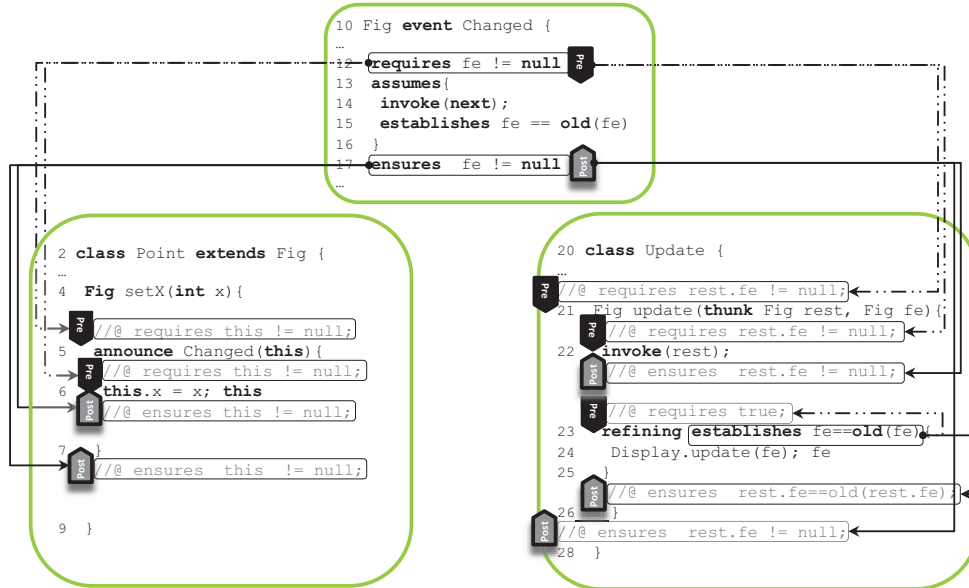 10 Fig event Changed {
…
12 requires fe != null Pre
13 assumes{
14 invoke(next);
15 establishes fe == old(fe)
16 }
17 ensures fe != null Post
…
2 class Point extends Fig {
…
4 Fig setX(int x){
Pre //@ requires this != null;
5 announce Changed(this){
Pre //@ requires this != null;
6 this.x = x; this
Post //@ ensures this != null;
7 }
Post //@ ensures this != null;
9 }
20 class Update {
…
Pre //@ requires rest.fe != null;
21 Fig update(thunk Fig rest, Fig fe){
Pre //@ requires rest.fe != null;
22 invoke(rest);
Post //@ ensures rest.fe != null;
Pre //@ requires true;
23 refining establishes fe==old(fe){
24 Display.update(fe); fe
25 }
Post //@ ensures rest.fe==old(rest.fe);
26 }
Post //@ ensures rest.fe != null;
28 }